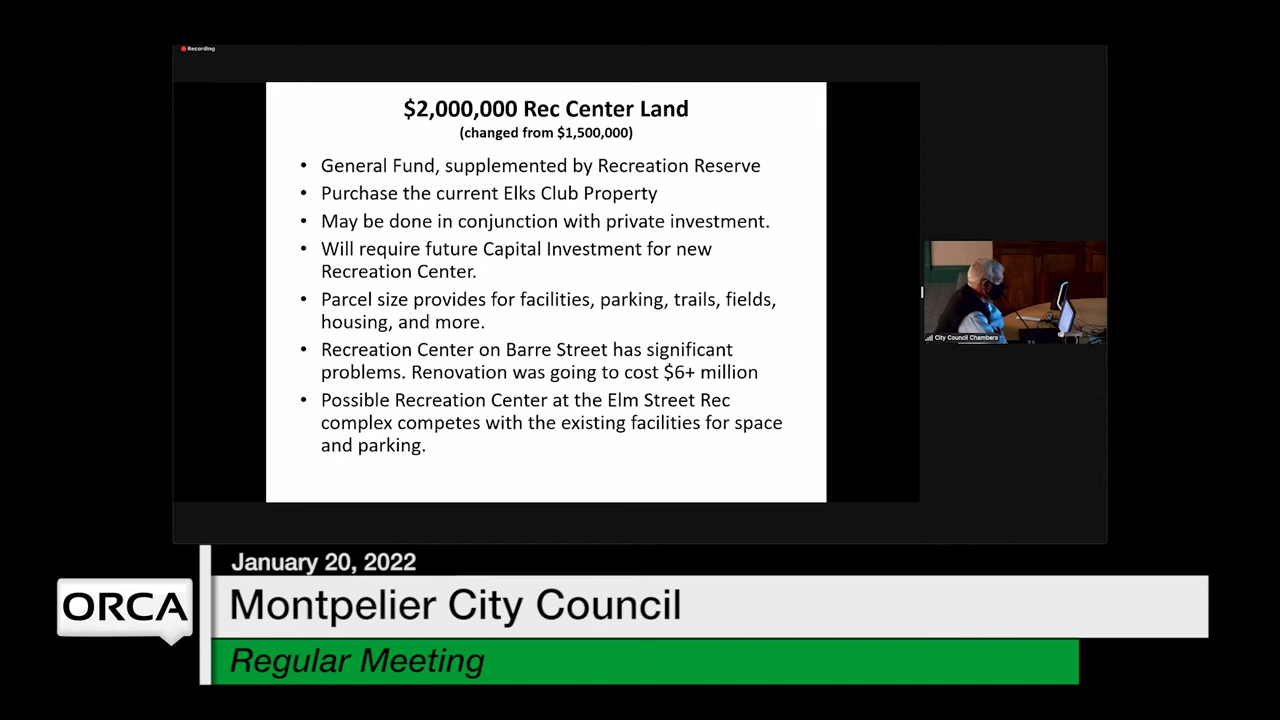 Recording
$2,000,000 Rec Center Land
(changed from $1,500,000)
• General Fund, supplemented by Recreation Reserve
• Purchase the current Elks Club Property
• May be done in conjunction with private investment.
• Will require future Capital Investment for new
Recreation Center.
• Parcel size provides for facilities, parking, trails, fields,
housing, and more.
• Recreation Center on Barre Street has significant
problems. Renovation was going to cost $6+ million
• Possible Recreation Center at the Elm Street Rec
complex competes with the existing facilities for space
and parking.
City Council Chambers
January 20, 2022
ORCA
Montpelier City Council
Regular Meeting